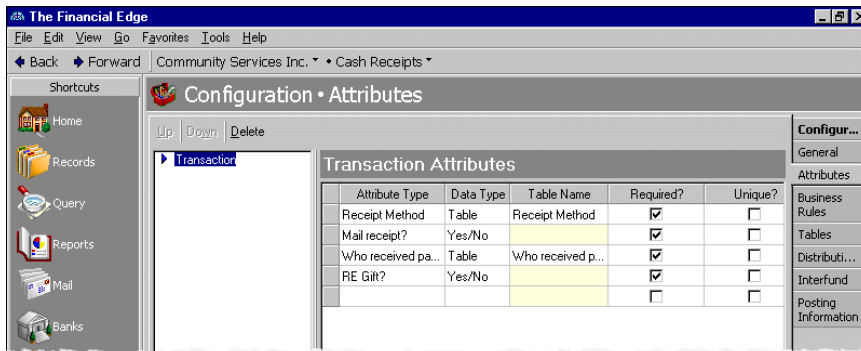 The Financial Edge
File Edit View Go Favorites Tools Help
Back Forward Community Services Inc. • Cash Receipts
Shortcuts
Home
Records
Query
Reports
Mail
Banks
Configuration • Attributes
Up Down Delete
Transaction
Transaction Attributes
Attribute Type Data Type Table Name Required? Unique?
Receipt Method Table Receipt Method
Mail receipt? Yes/No
Who received pa... Table Who received p...
RE Gift? Yes/No
Configur...
General
Attributes
Business
Rules
Tables
Distributi...
Interfund
Posting
Information